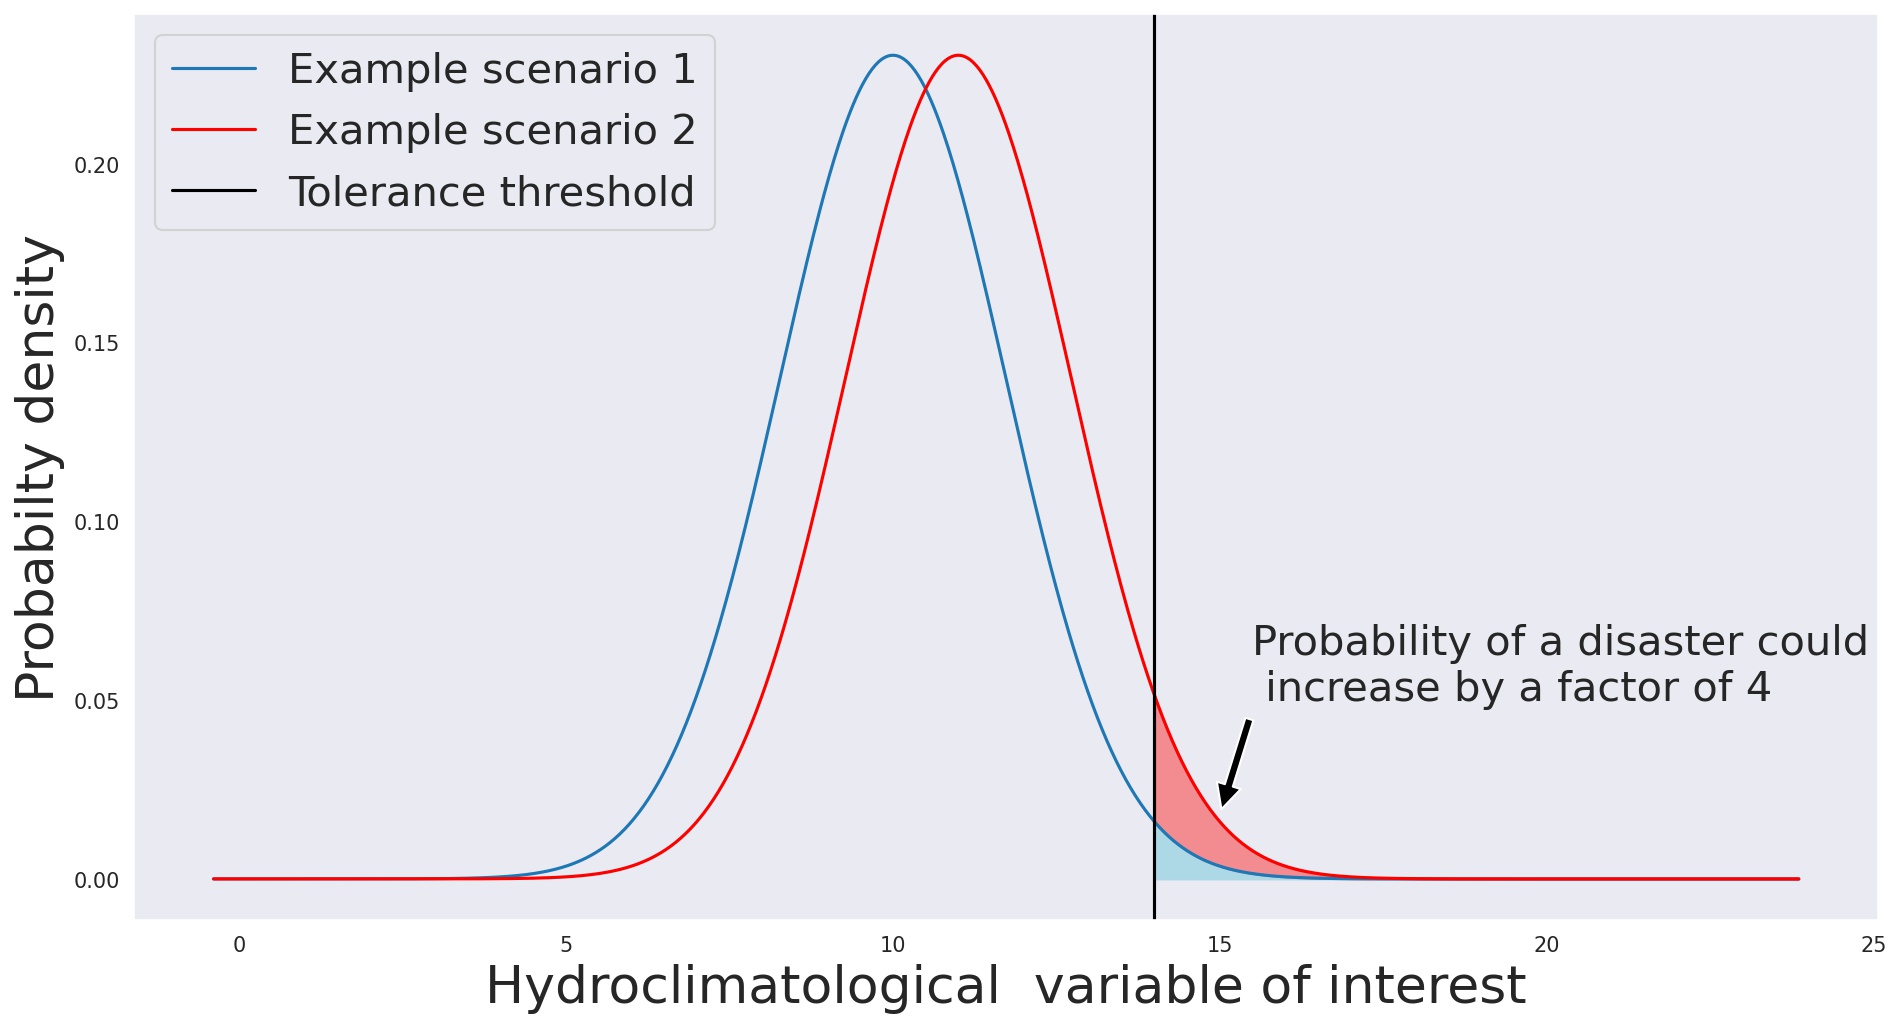 Example scenario 1
Example scenario 2
Tolerance threshold
Probabilty density
0.20
0.15
0.10
0.05
0.00
Probability of a disaster could
increase by a factor of 4
0
5
10
15
20
25
Hydroclimatological  variable of interest